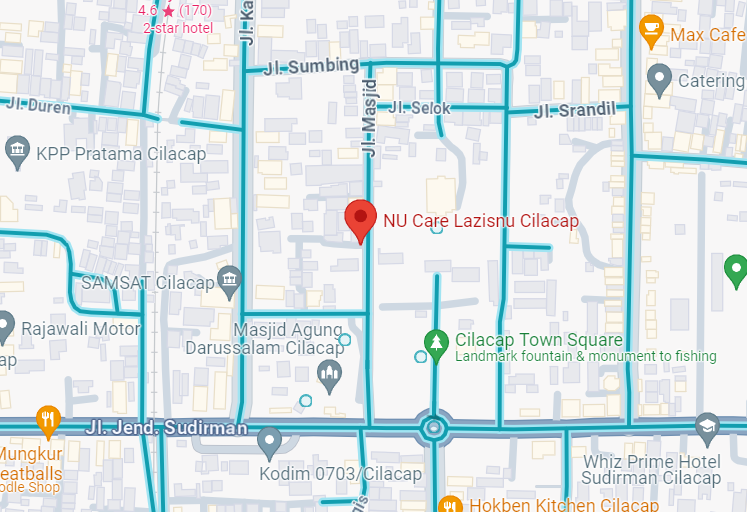 4.6 ★ (170)
2-star hotel
Jl. Ka
Max Cafe
Jl. Sumbing
Catering
Jl. Duren
Jl. Masjid
Jl. Selok
Jl. Srandil
KPP Pratama Cilacap
NU Care Lazisnu Cilacap
SAMSAT Cilacap
Rajawali Motor
Masjid Agung
Darussalam Cilacap
Cilacap Town Square
Landmark fountain & monument to fishing
ap
Jl. Jend. Sudirman
Mungkur
eatballs
odle Shop
Kodim 0703/Cilacap
Whiz Prime Hotel
Sudirman Cilacap
Hokben Kitchen Cilacap